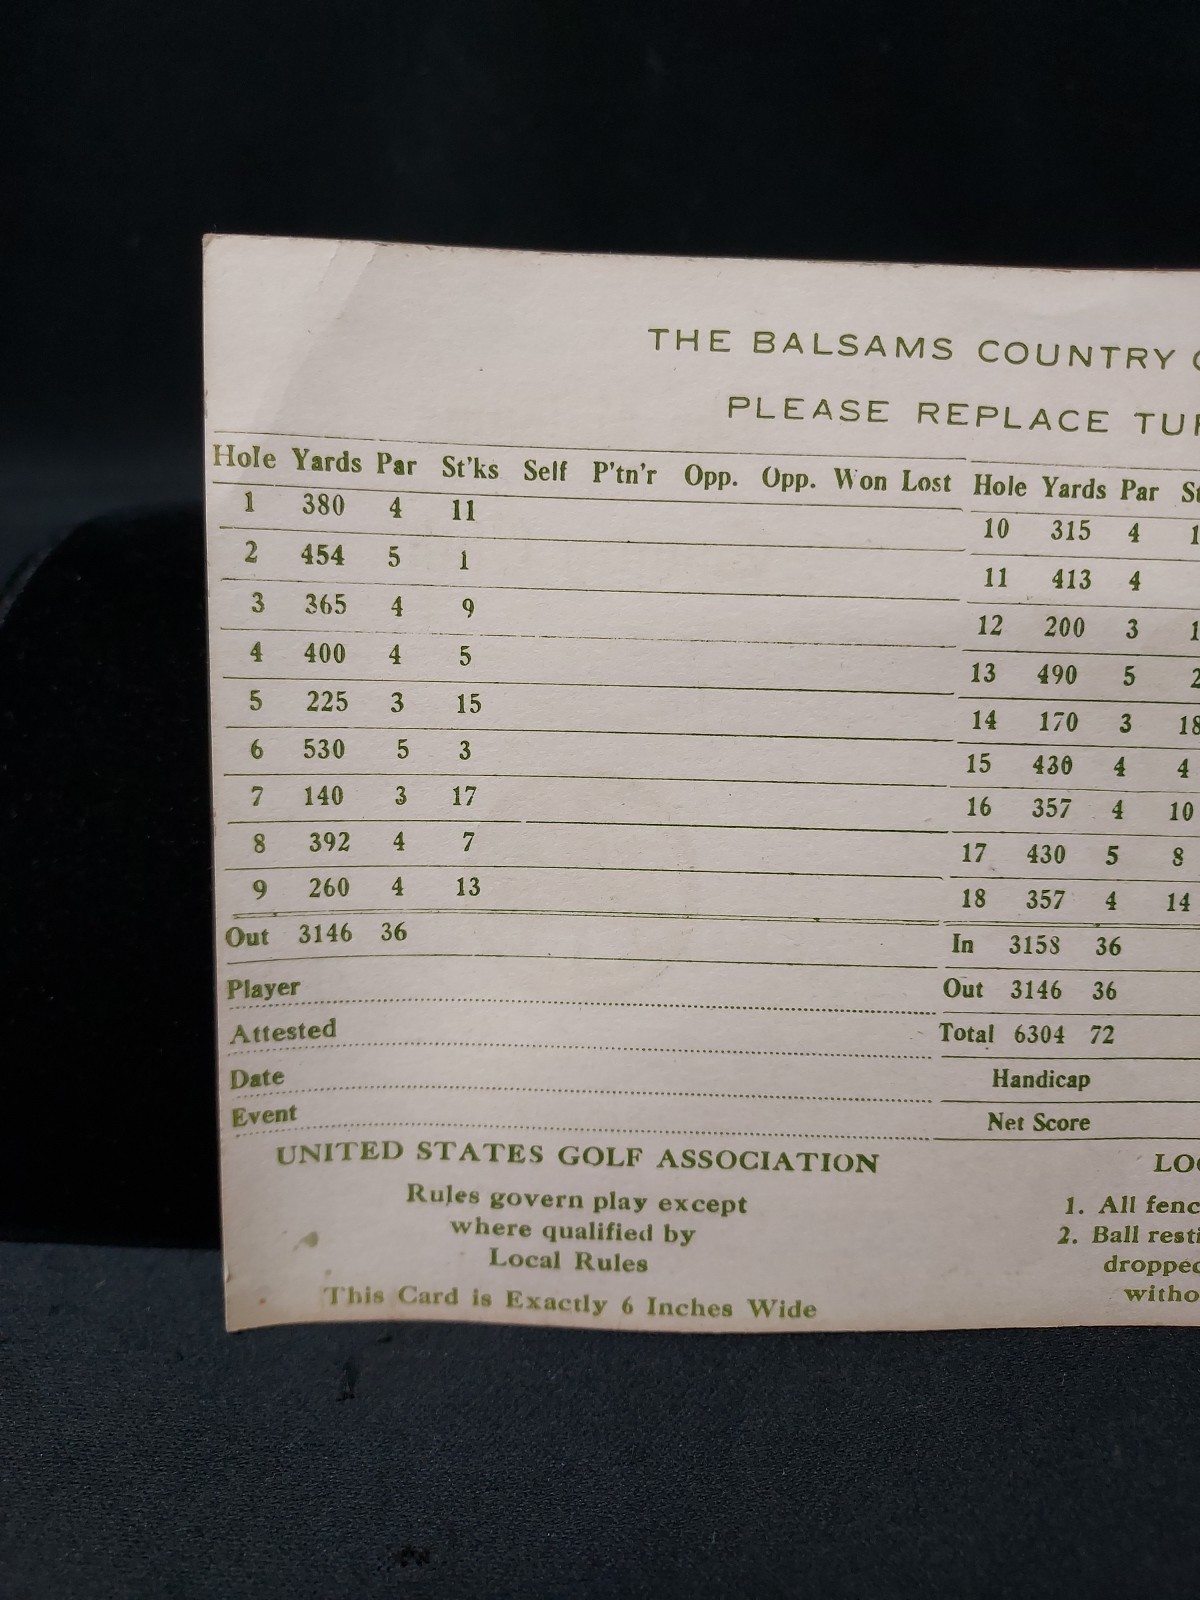 THE BALSAMS COUNTRY
PLEASE REPLACE
Hole Yards Par St'ks Self P'tn'r Opp. Opp. Won Lost Hole Yards Par
1 380 4 11 10 315 4
2 454 5 1 11 413 4
3 365 4 9 12 200 3
4 400 4 5 13 490 5 2
5 225 3 15 14 170 3 18
6 530 5 3 15 430 4 4
7 140 3 17 16 357 4 10
8 392 4 7 17 430 5 8
9 260 4 13 18 357 4 14
Out 3146 36 In 3158 36
Player Out 3146 36
Attested Total 6304 72
Date Handicap
Event Net Score
UNITED STATES GOLF ASSOCIATION
Rules govern play except 1. All
where qualified by 2. Ball
Local Rules
This Card is Exactly 6 Inches Wide